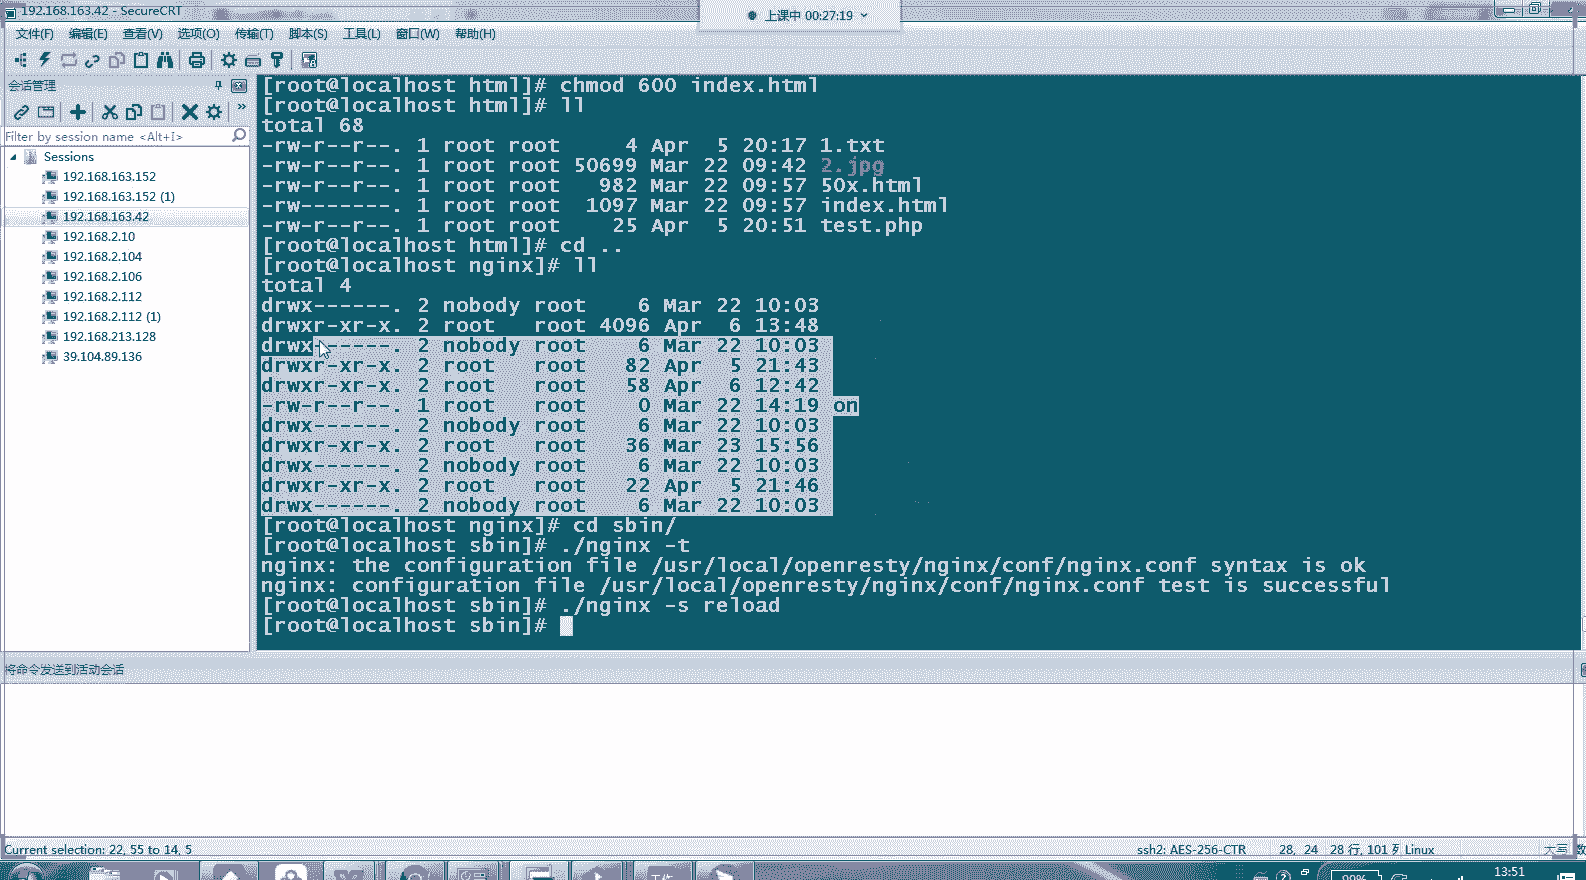 192.168.163.42 - SecureCRT
上课中 00:27:19
文件(F) 编辑(E) 查看(V) 选项(O) 传输(T) 脚本(S) 工具(L) 窗口(W) 帮助(H)
会话管理
Filter by session name <Alt+I>
Sessions
192.168.163.152
192.168.163.152 (1)
192.168.163.42
192.168.2.10
192.168.2.104
192.168.2.106
192.168.2.112
192.168.2.112 (1)
192.168.213.128
39.104.89.136
[root@localhost html]# chmod 600 index.html
[root@localhost html]# ll
total 68
-rw-r--r--. 1 root root     4 Apr  5 20:17 1.txt
-rw-r--r--. 1 root root 50699 Mar 22 09:42 2.jpg
-rw-r--r--. 1 root root   982 Mar 22 09:57 50x.html
-rw-------. 1 root root  1097 Mar 22 09:57 index.html
-rw-r--r--. 1 root root    25 Apr  5 20:51 test.php
[root@localhost html]# cd ..
[root@localhost nginx]# ll
total 4
drwx------. 2 nobody root    6 Mar 22 10:03
drwxr-xr-x. 2 root   root 4096 Apr  6 13:48
drwx------. 2 nobody root    6 Mar 22 10:03
drwxr-xr-x. 2 root   root   82 Apr  5 21:43
drwxr-xr-x. 2 root   root   58 Apr  6 12:42
-rw-r--r--. 1 root   root    0 Mar 22 14:19 on
drwx------. 2 nobody root    6 Mar 22 10:03
drwxr-xr-x. 2 root   root   36 Mar 23 15:56
drwx------. 2 nobody root    6 Mar 22 10:03
drwxr-xr-x. 2 root   root   22 Apr  5 21:46
drwx------. 2 nobody root    6 Mar 22 10:03
[root@localhost nginx]# cd sbin/
[root@localhost sbin]# ./nginx -t
nginx: the configuration file /usr/local/openresty/nginx/conf/nginx.conf syntax is ok
nginx: configuration file /usr/local/openresty/nginx/conf/nginx.conf test is successful
[root@localhost sbin]# ./nginx -s reload
[root@localhost sbin]#
将命令发送到活动会话
Current selection: 22, 55 to 14, 5
ssh2: AES-256-CTR 28, 24 28 行, 101 列 Linux 大写 数
99%
13:51